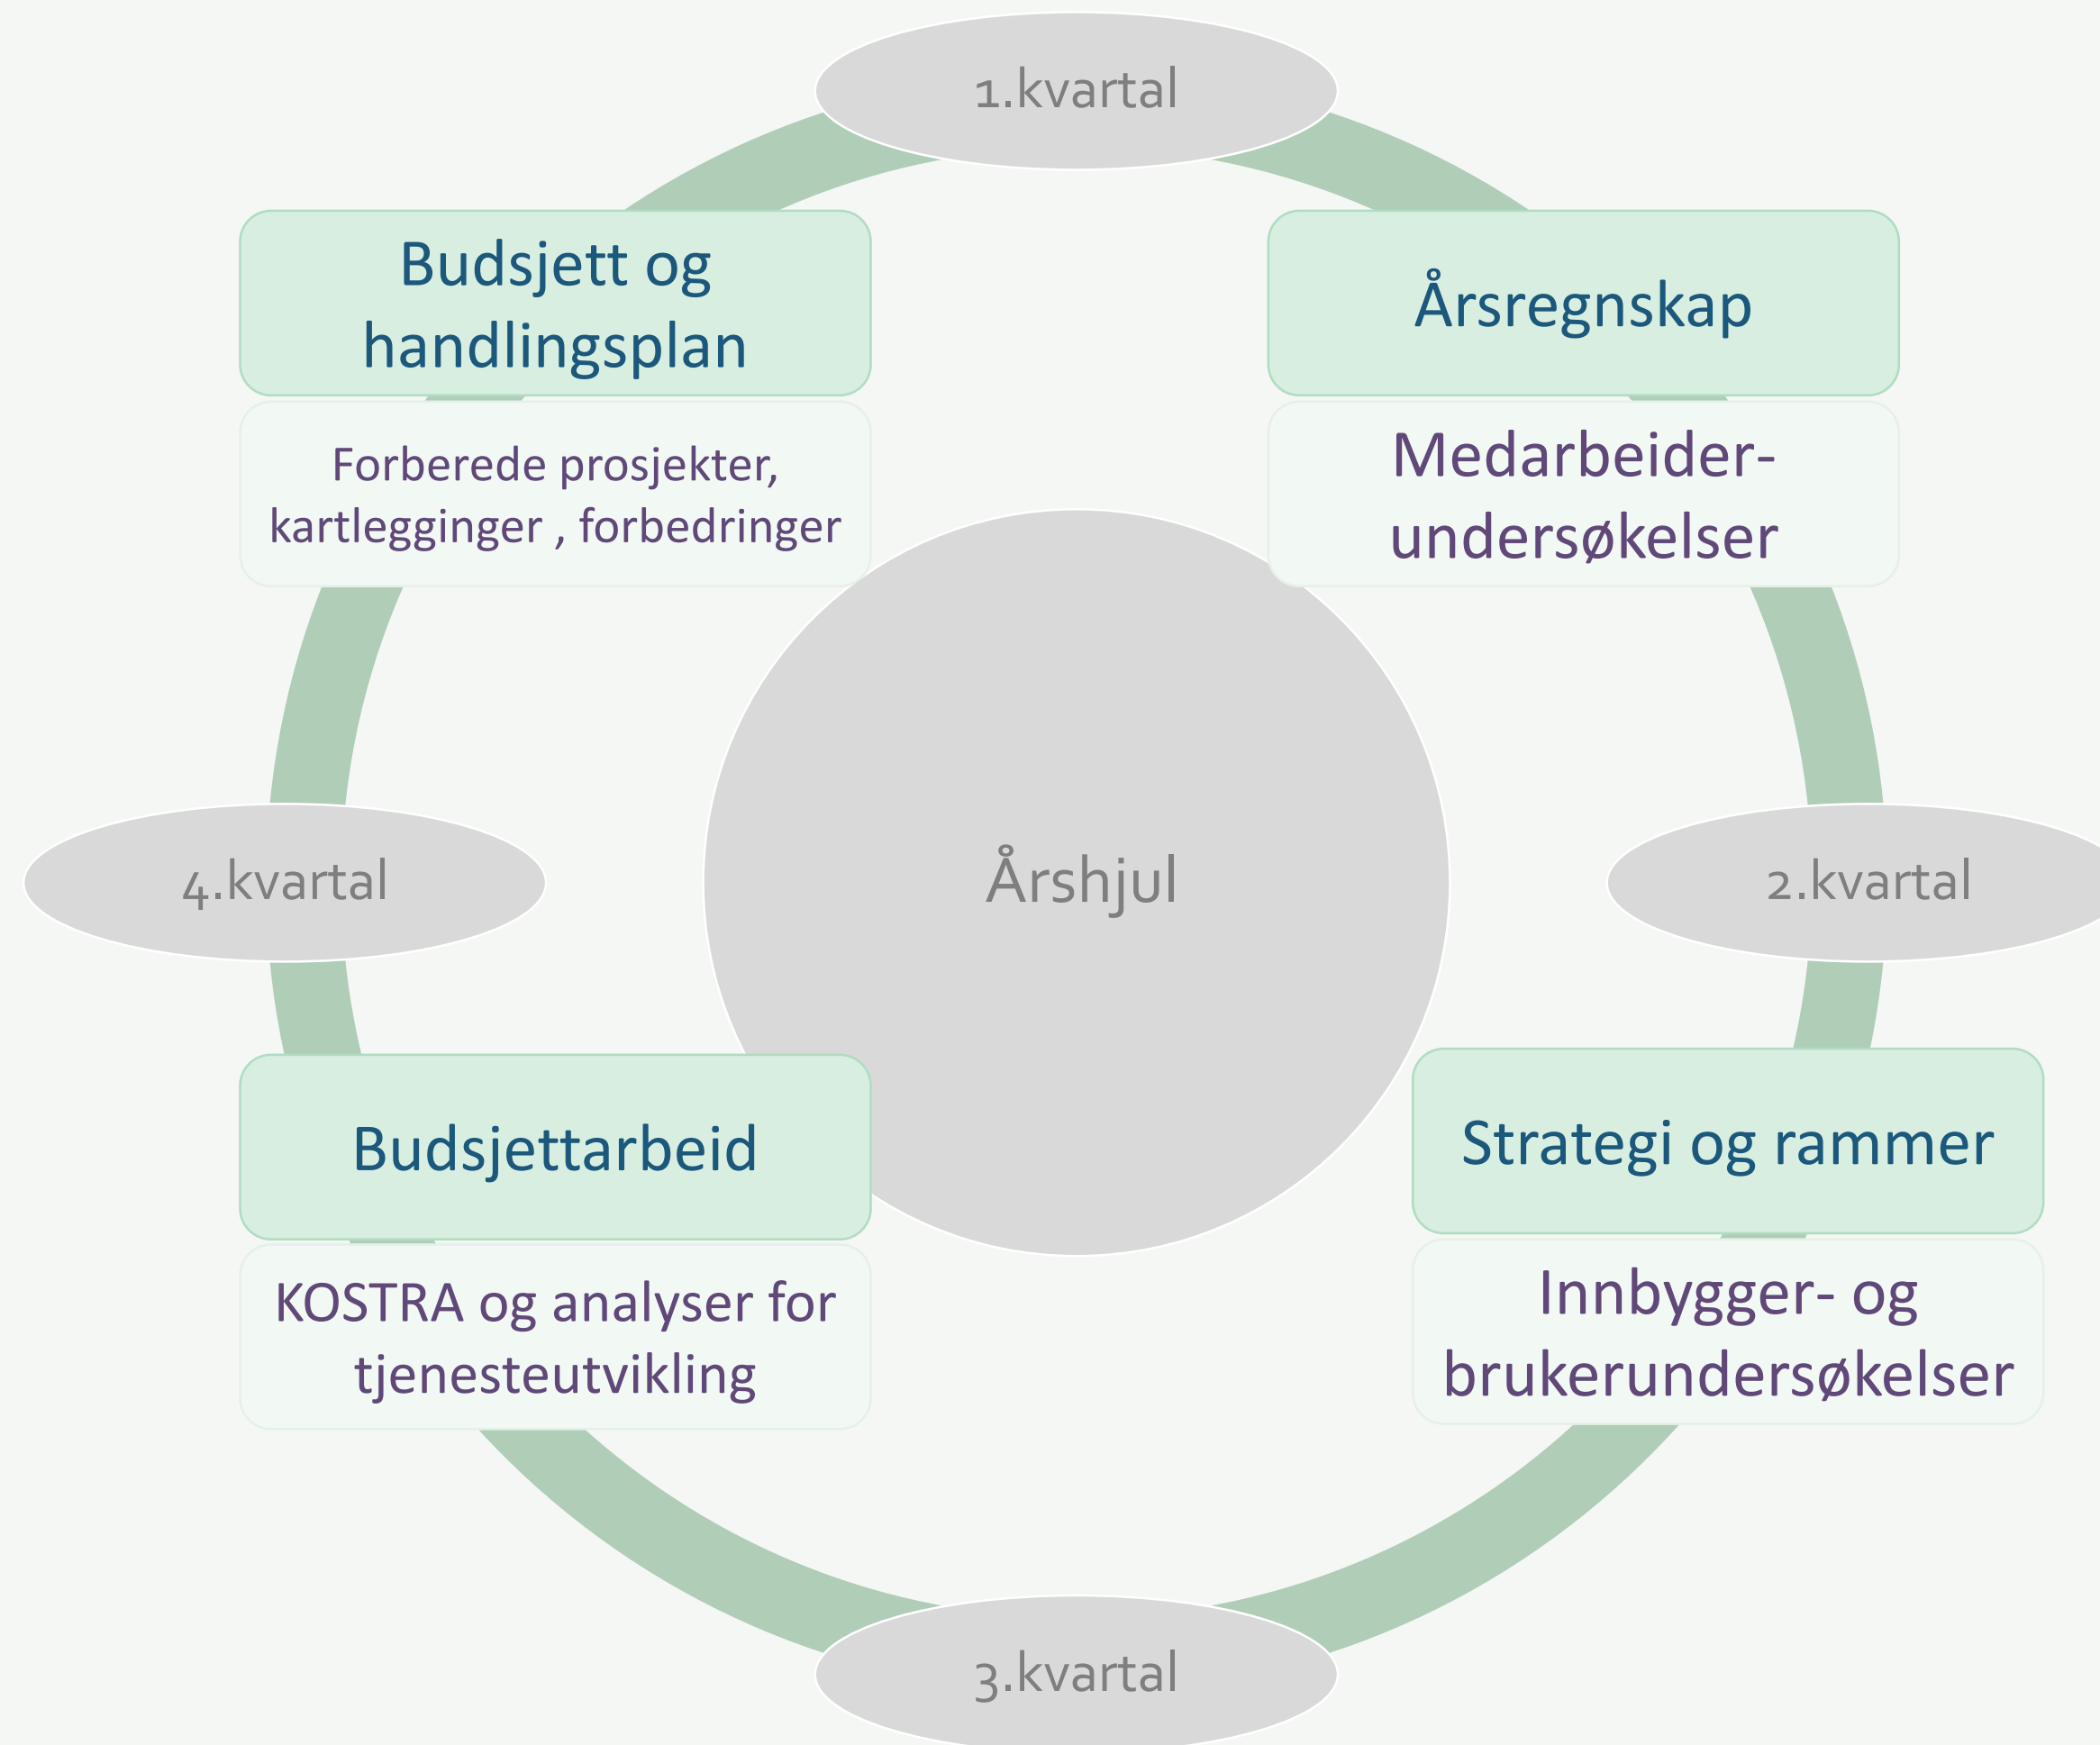 1.kvartal
Budsjett og
handlingsplan
Forberede prosjekter,
kartlegginger , forbedringer
Årsregnskap
Medarbeider-
undersøkelser
4.kvartal
Årshjul
2.kvartal
Budsjettarbeid
KOSTRA og analyser for
tjenesteutvikling
Strategi og rammer
Innbygger- og
brukerundersøkelser
3.kvartal